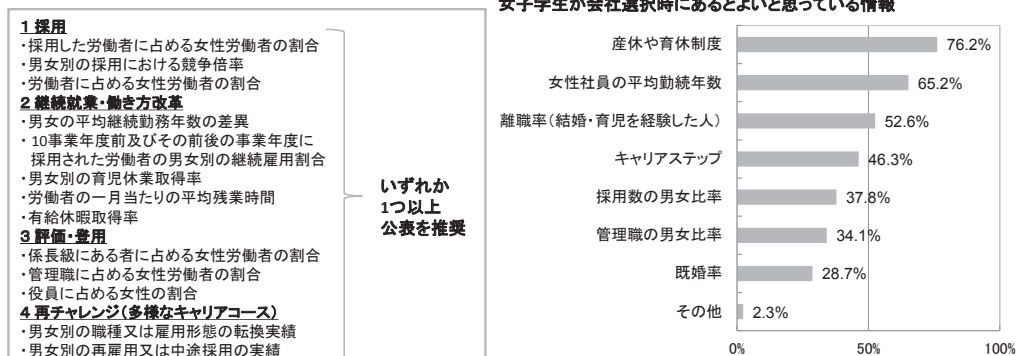 １ 採用
・採用した労働者に占める女性労働者の割合
・男女別の採用における競争倍率
・労働者に占める女性労働者の割合
２ 継続就業・働き方改革
・男女の平均継続勤務年数の差異
・10事業年度前及びその前後の事業年度に
採用された労働者の男女別の継続雇用割合
・男女別の育児休業取得率
・労働者の一月当たりの平均残業時間
・有給休暇取得率
３ 評価・登用
・係長級にある者に占める女性労働者の割合
・管理職に占める女性労働者の割合
・役員に占める女性の割合
４ 再チャレンジ（多様なキャリアコース）
・男女別の職種又は雇用形態の転換実績
・男女別の再雇用又は中途採用の実績
いずれか
1つ以上
公表を推奨
女子学生が会社選択時にあるとよいと思っている情報
産休や育休制度 76.2%
女性社員の平均勤続年数 65.2%
離職率（結婚・育児を経験した人） 52.6%
キャリアステップ 46.3%
採用数の男女比率 37.8%
管理職の男女比率 34.1%
既婚率 28.7%
その他 2.3%
0% 50% 100%